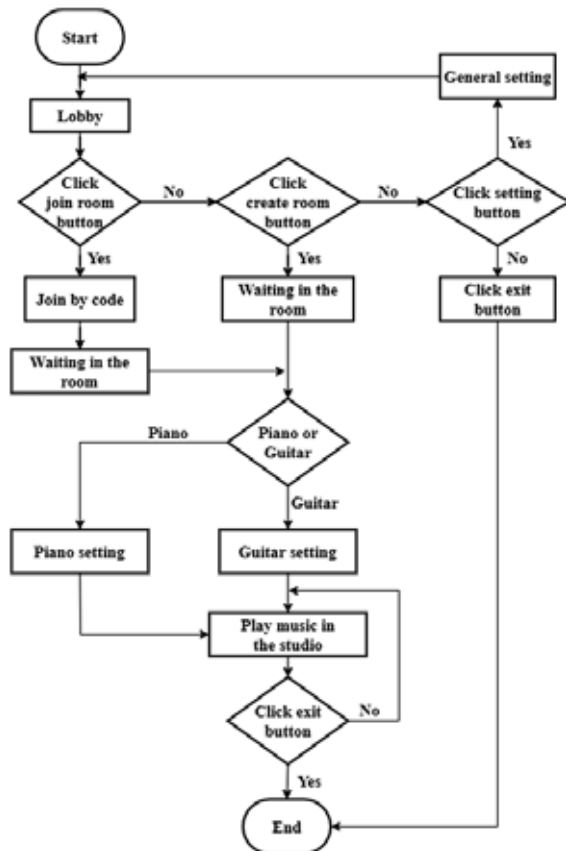 Start
General setting
Lobby
Yes
Click
join room
button
No
Click
create room
button
No
Click setting
button
Yes
Yes
No
Join by code
Waiting in the
room
Click exit
button
Waiting in the
room
Piano
Piano or
Guitar
Guitar
Piano setting
Guitar setting
Play music in
the studio
Click exit
button
No
Yes
End